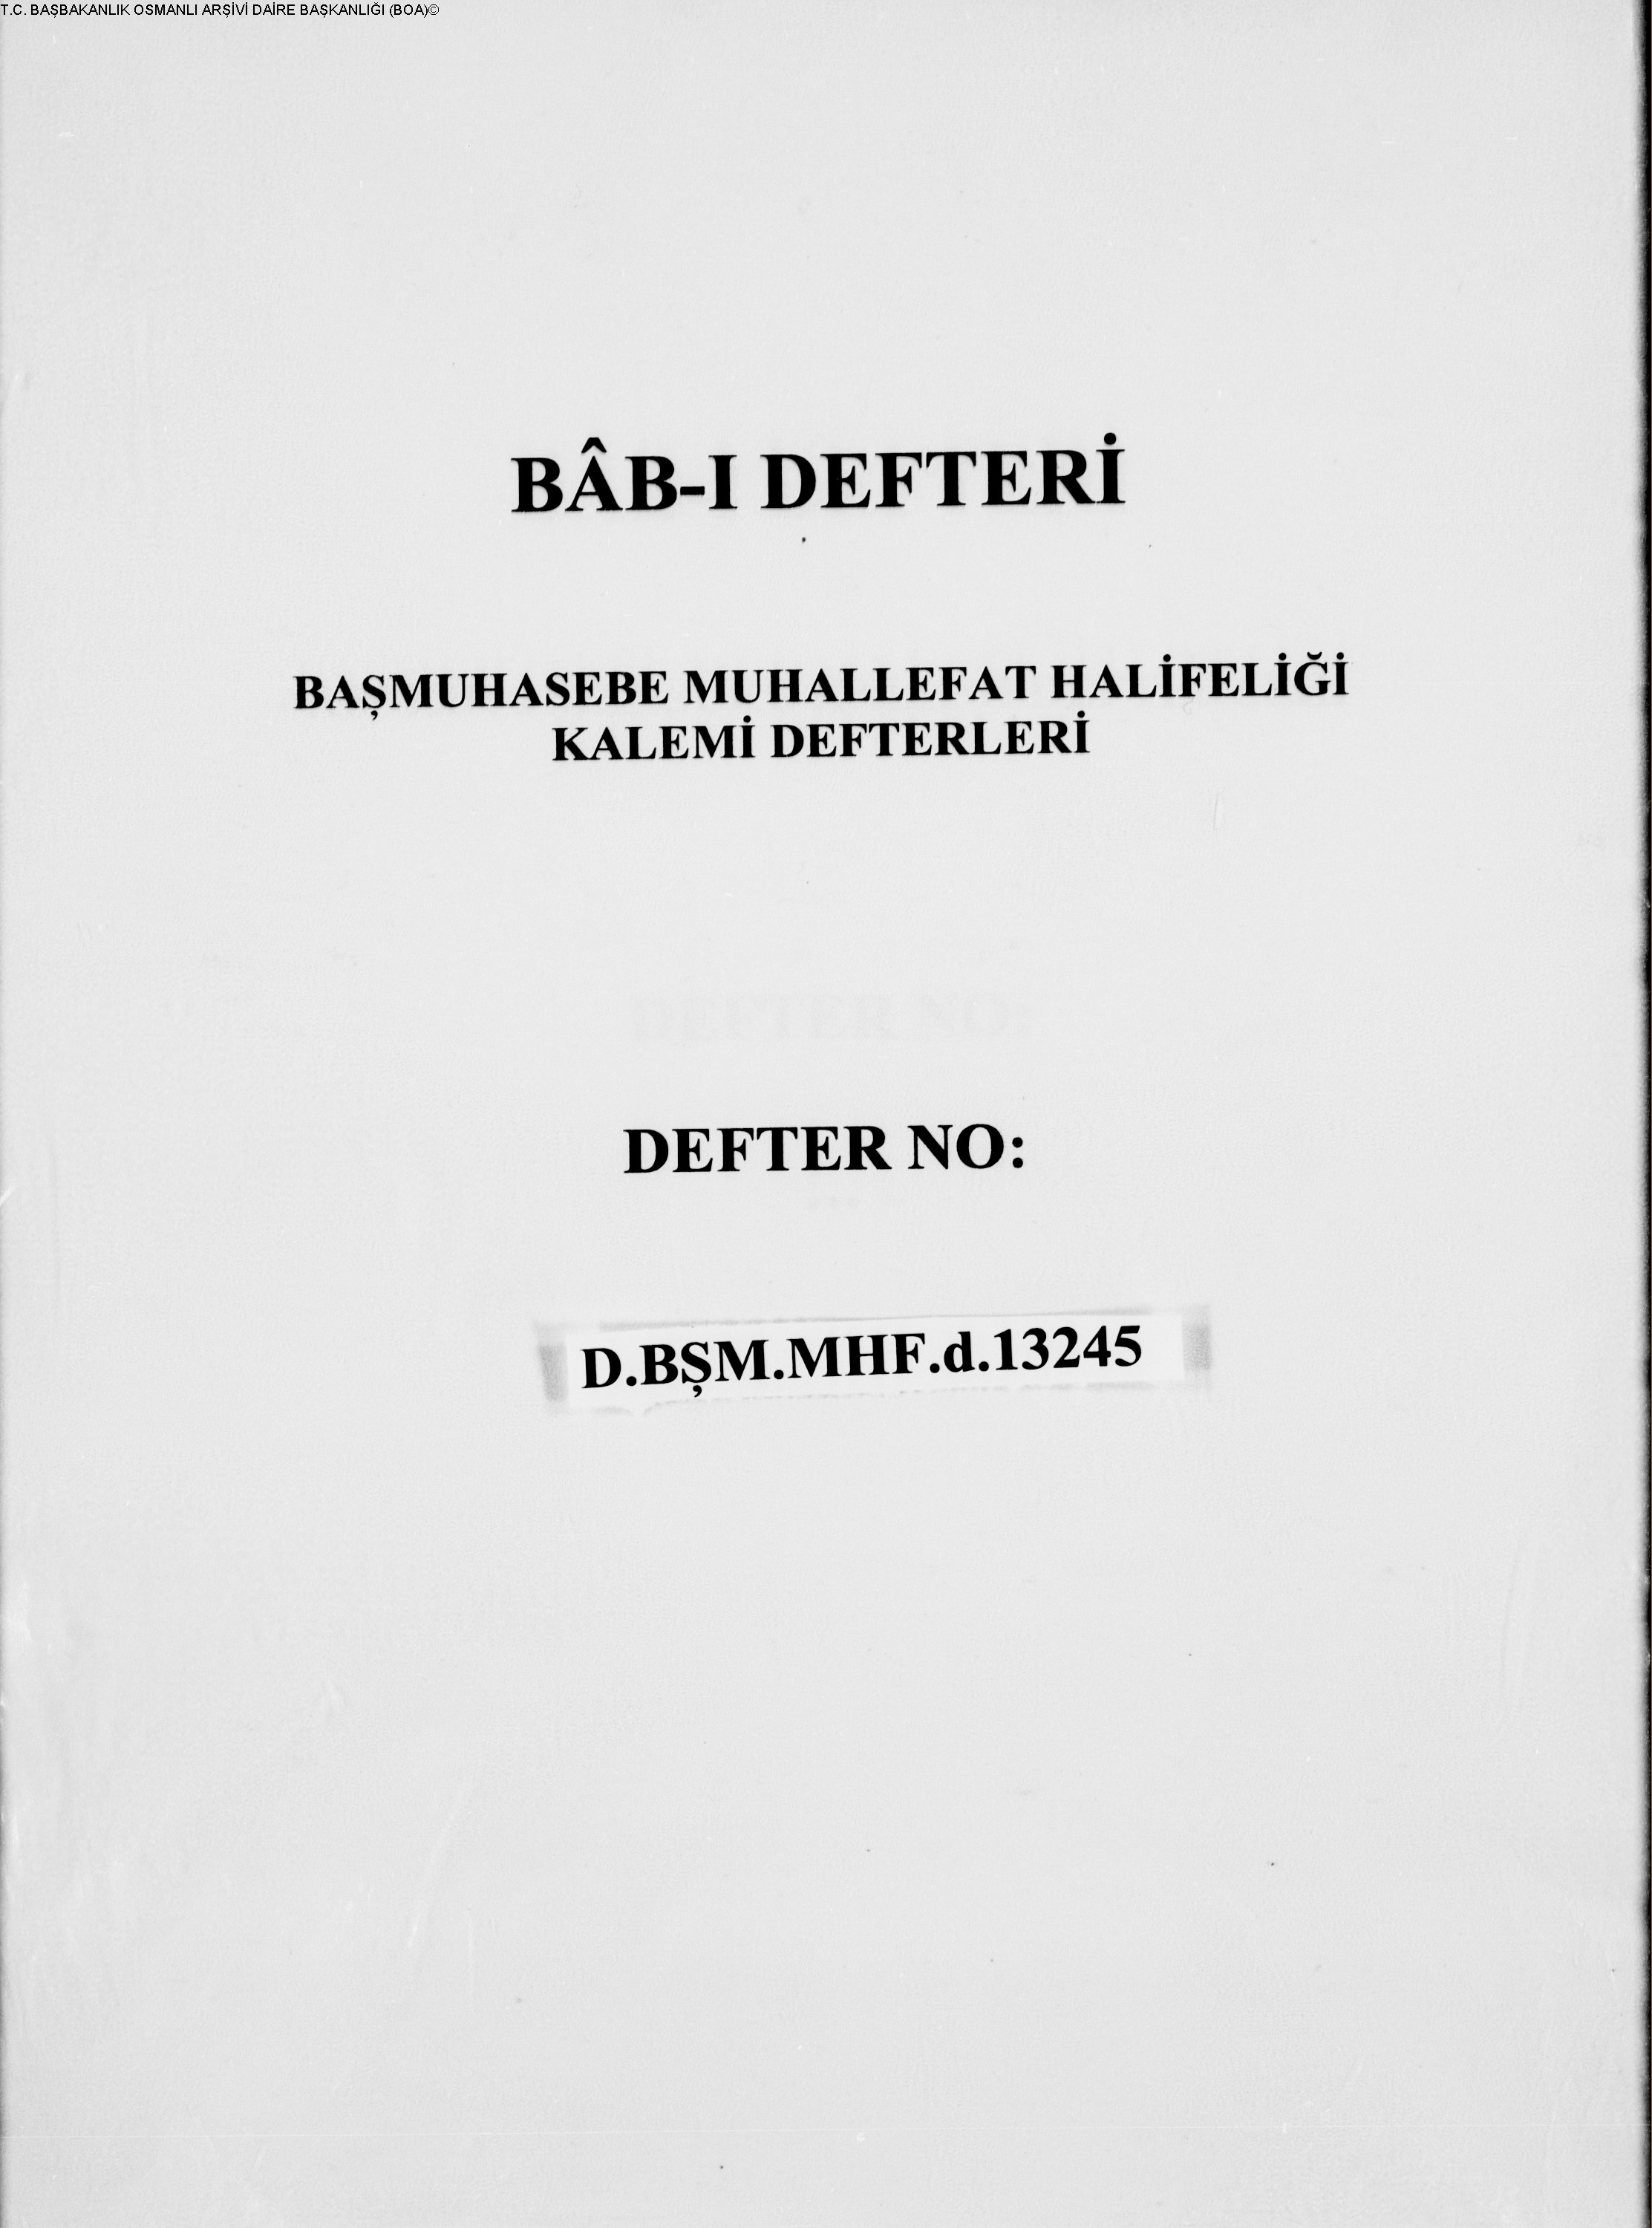 T.C. BAŞBAKANLIK OSMANLI ARŞİVİ DAİRE BAŞKANLIĞI (BOA)©
BÂB-I DEFTERİ
BAŞMUHASEBE MUHALLEFAT HALİFELİĞİ
KALEMİ DEFTERLERİ
DEFTER NO:
D.BŞM.MHF.d.13245